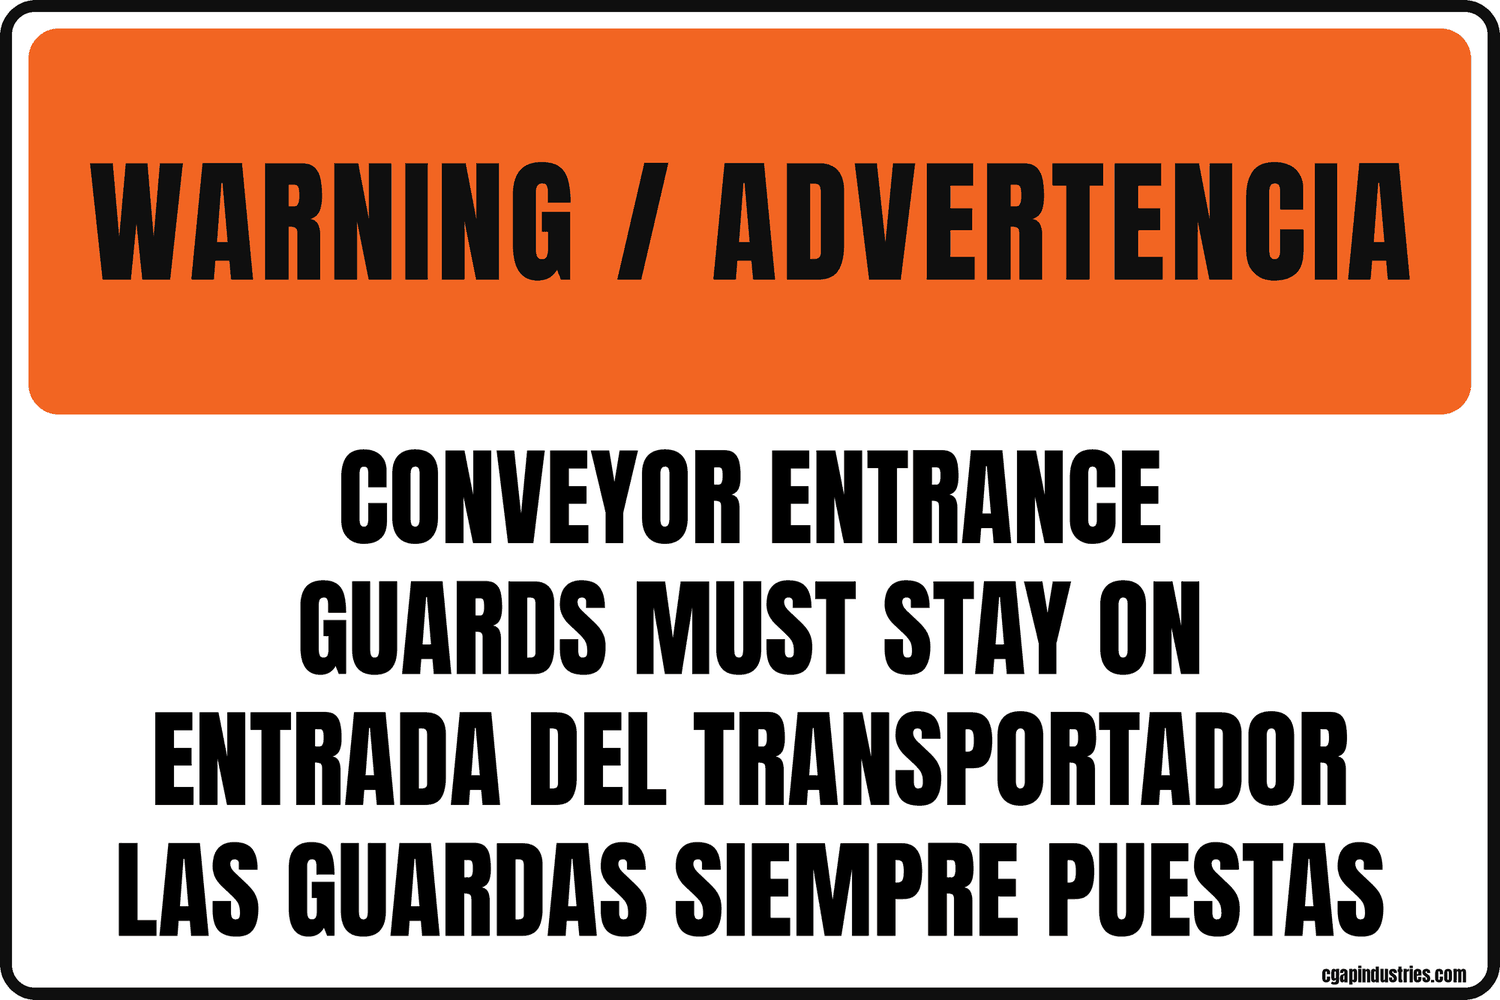 WARNING / ADVERTENCIA
CONVEYOR ENTRANCE
GUARDS MUST STAY ON
ENTRADA DEL TRANSPORTADOR
LAS GUARDAS SIEMPRE PUESTAS
cgapindustries.com